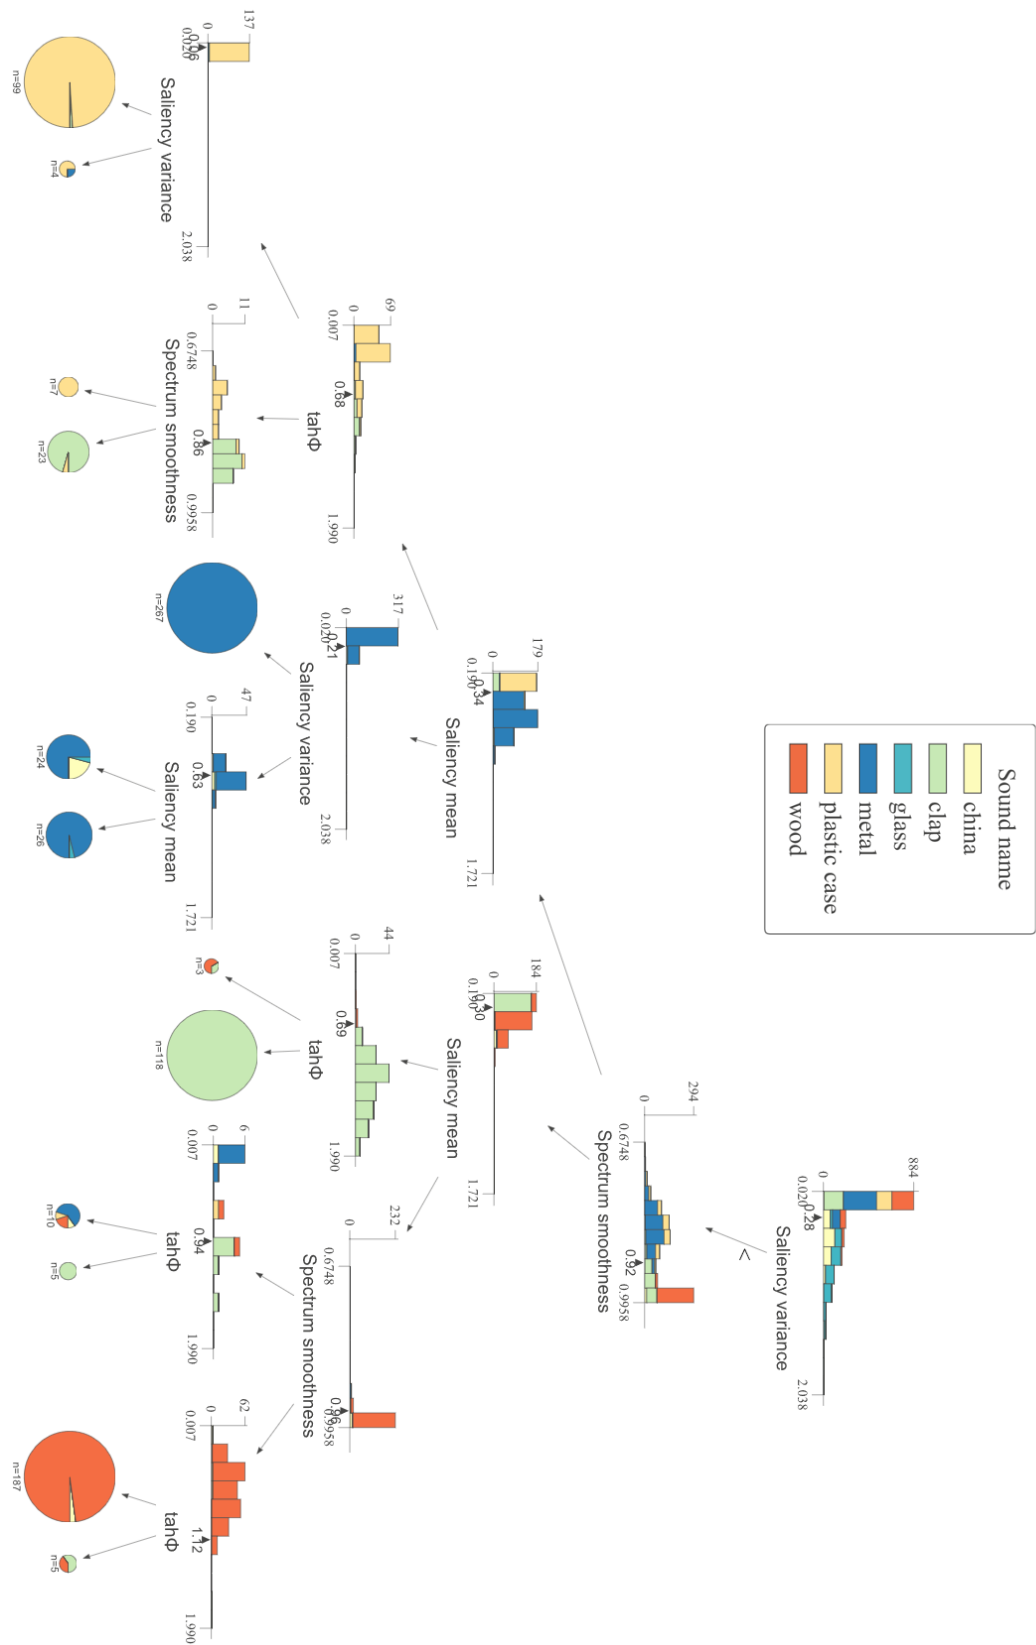 Sound name
china
clap
glass
metal
plastic case
wood
884
0
0.020
0.28
2.038
Saliency variance
<
294
0
0.6748
0.92
0.9958
Spectrum smoothness
179
0
0.190
0.34
1.721
Saliency mean
184
0
0.190
0.30
1.721
Saliency mean
69
0
0.007
0.68
1.990
tahΦ
317
0
0.020
0.21
2.038
Saliency variance
44
0
0.007
0.69
1.990
tahΦ
232
0
0.6748
0.96
0.9958
Spectrum smoothness
137
0
0.020
0.06
2.038
Saliency variance
11
0
0.6748
0.86
0.9958
Spectrum smoothness
n=267
47
0
0.190
0.63
1.721
Saliency mean
n=3
n=118
6
0
0.007
0.94
1.990
tahΦ
62
0
0.007
1.12
1.990
tahΦ
n=99
n=4
n=7
n=23
n=24
n=26
n=10
n=5
n=187
n=5